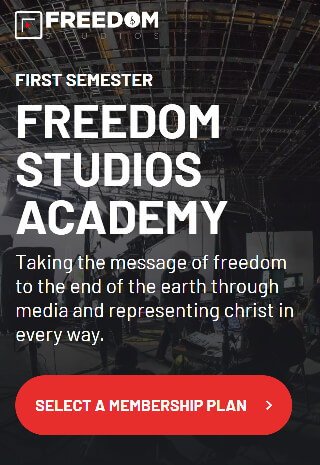 FREEDOM
STUDIOS
FIRST SEMESTER
FREEDOM
STUDIOS
ACADEMY
Taking the message of freedom
to the end of the earth through
media and representing christ in
every way.
SELECT A MEMBERSHIP PLAN